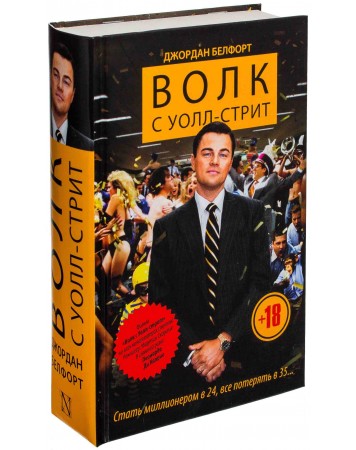 ДЖОРДАН БЕЛФОРТ
ВОЛК
С УОЛЛ-СТРИТ
+18
Стать миллионером в 24, все потерять в 35...
ВОЛК
С УОЛЛ-СТРИТ
ДЖОРДАН
БЕЛФОРТ
N